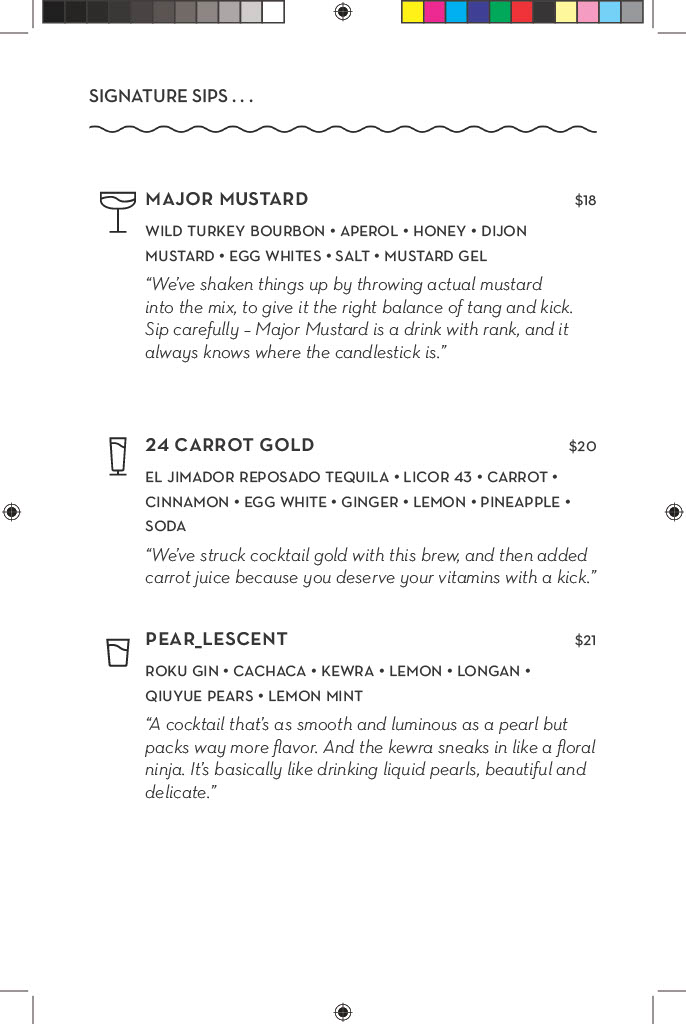 SIGNATURE SIPS . . .
MAJOR MUSTARD $18
WILD TURKEY BOURBON • APEROL • HONEY • DIJON
MUSTARD • EGG WHITES • SALT • MUSTARD GEL
“We’ve shaken things up by throwing actual mustard
into the mix, to give it the right balance of tang and kick.
Sip carefully – Major Mustard is a drink with rank, and it
always knows where the candlestick is.”
24 CARROT GOLD $20
EL JIMADOR REPOSADO TEQUILA • LICOR 43 • CARROT •
CINNAMON • EGG WHITE • GINGER • LEMON • PINEAPPLE •
SODA
“We’ve struck cocktail gold with this brew, and then added
carrot juice because you deserve your vitamins with a kick.”
PEAR_LESCENT $21
ROKU GIN • CACHACA • KEWRA • LEMON • LONGAN •
QIUYUE PEARS • LEMON MINT
“A cocktail that’s as smooth and luminous as a pearl but
packs way more flavor. And the kewra sneaks in like a floral
ninja. It’s basically like drinking liquid pearls, beautiful and
delicate.”